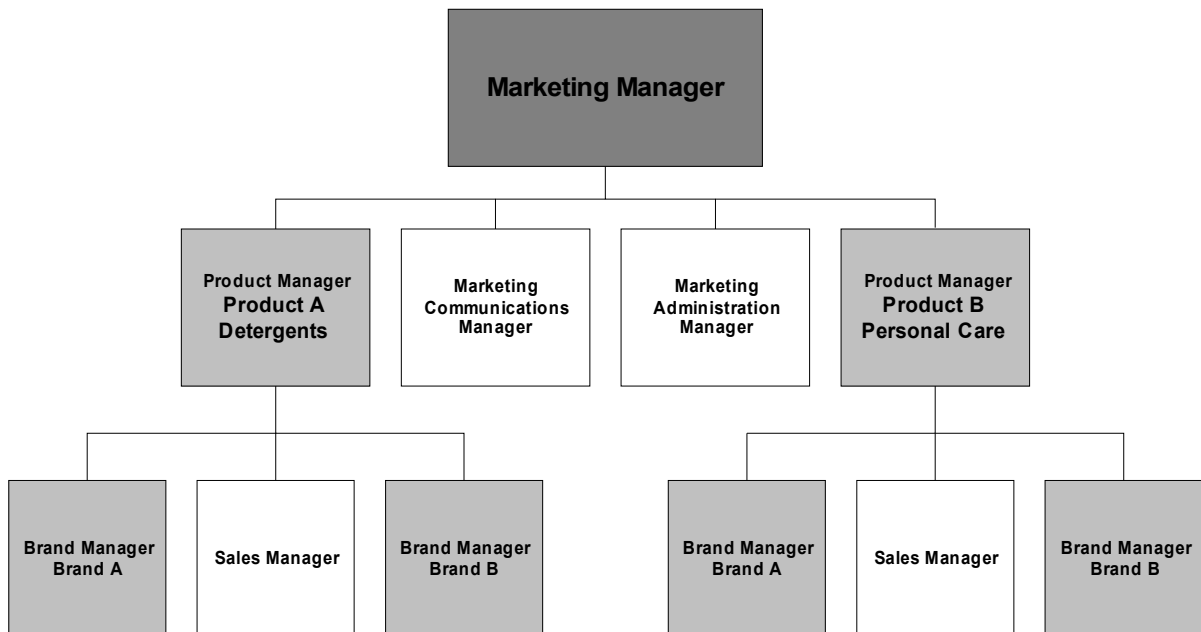 Marketing Manager
Product Manager
Product A
Detergents
Marketing
Communications
Manager
Marketing
Administration
Manager
Product Manager
Product B
Personal Care
Brand Manager
Brand A
Sales Manager
Brand Manager
Brand B
Brand Manager
Brand A
Sales Manager
Brand Manager
Brand B